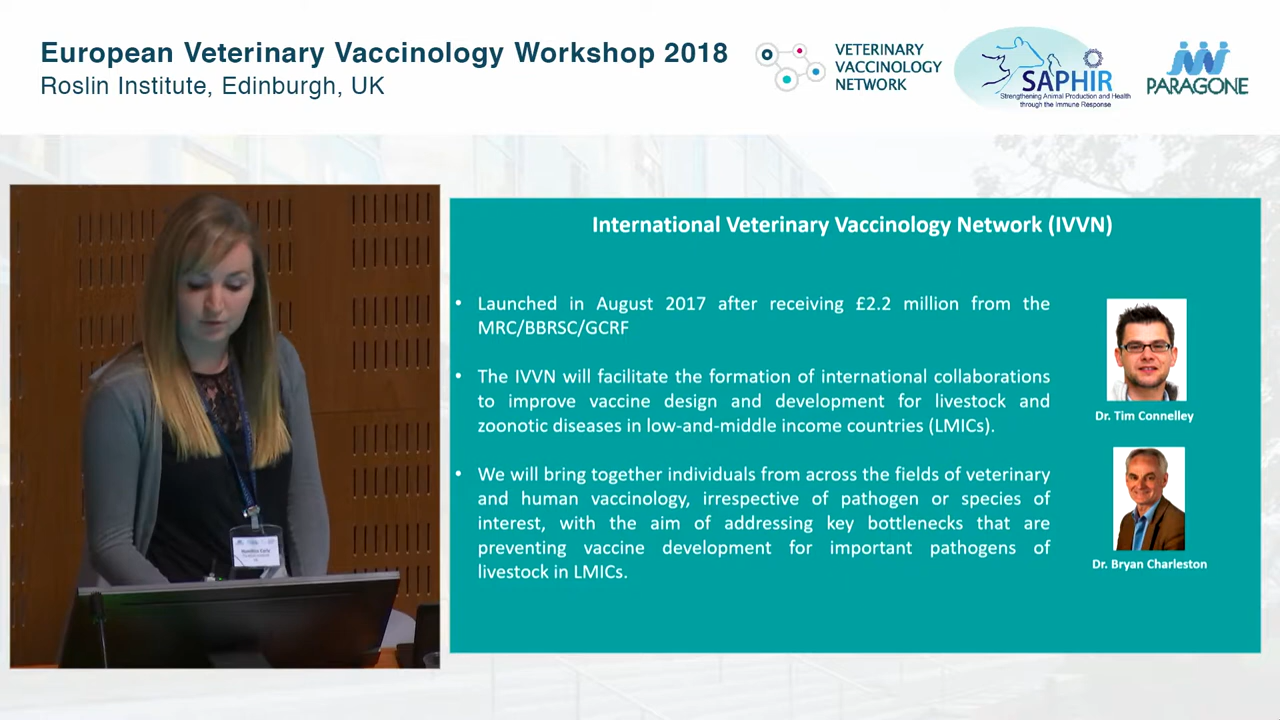 European Veterinary Vaccinology Workshop 2018
Roslin Institute, Edinburgh, UK
VETERINARY
VACCINOLOGY
NETWORK
SAPHIR
Strengthening Animal Production and Health
through the Immune Response
PARAGONE
International Veterinary Vaccinology Network (IVVN)
• Launched in August 2017 after receiving £2.2 million from the
MRC/BBRSC/GCRF
• The IVVN will facilitate the formation of international collaborations
to improve vaccine design and development for livestock and
zoonotic diseases in low-and-middle income countries (LMICs).
• We will bring together individuals from across the fields of veterinary
and human vaccinology, irrespective of pathogen or species of
interest, with the aim of addressing key bottlenecks that are
preventing vaccine development for important pathogens of
livestock in LMICs.
Dr. Tim Connelley
Dr. Bryan Charleston